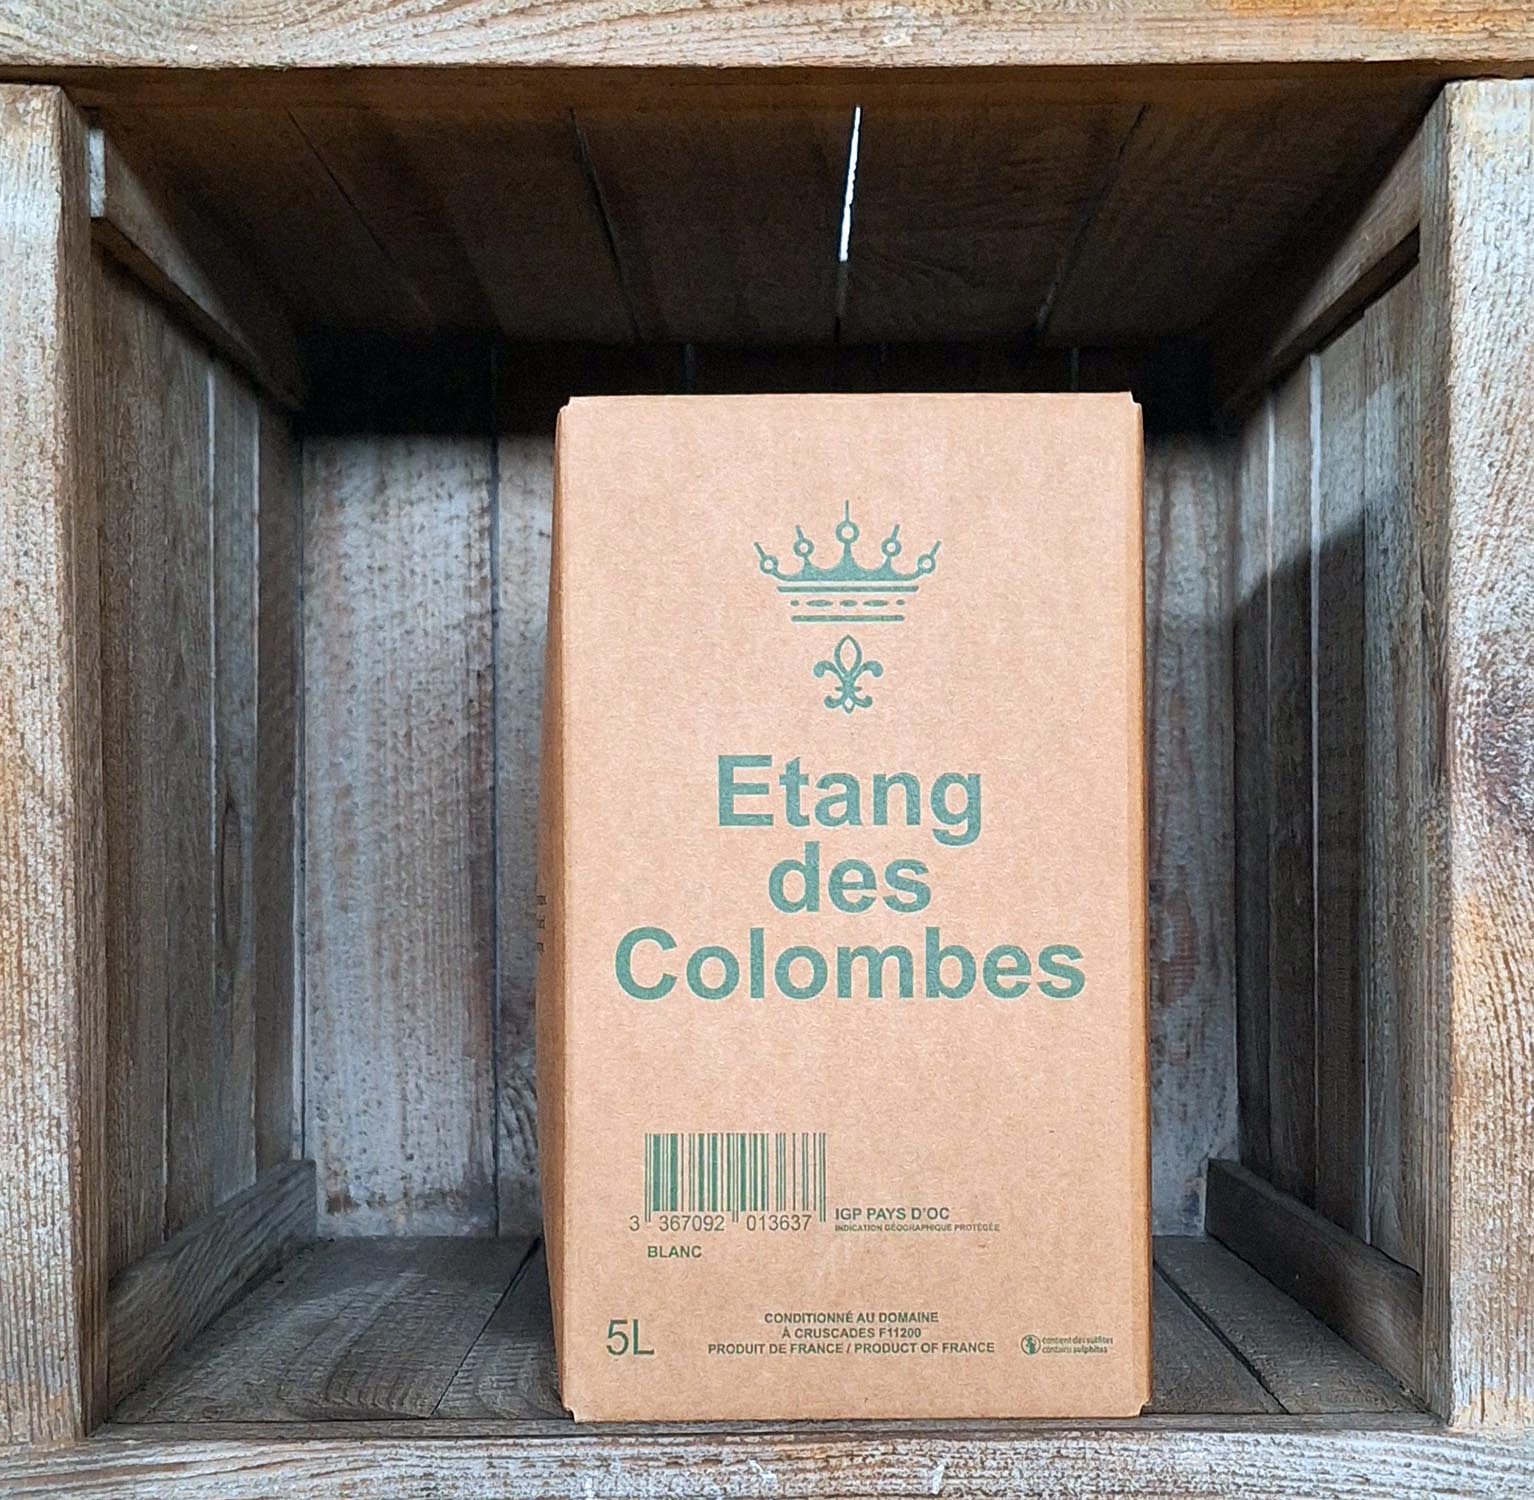 Etang
des
Colombes
3 367092 013637
IGP PAYS D'OC
INDICATION GÉOGRAPHIQUE PROTÉGÉE
BLANC
5L
CONDITIONNÉ AU DOMAINE
À CRUSCADES F11200
PRODUIT DE FRANCE / PRODUCT OF FRANCE
contient des sulfites
contains sulphites